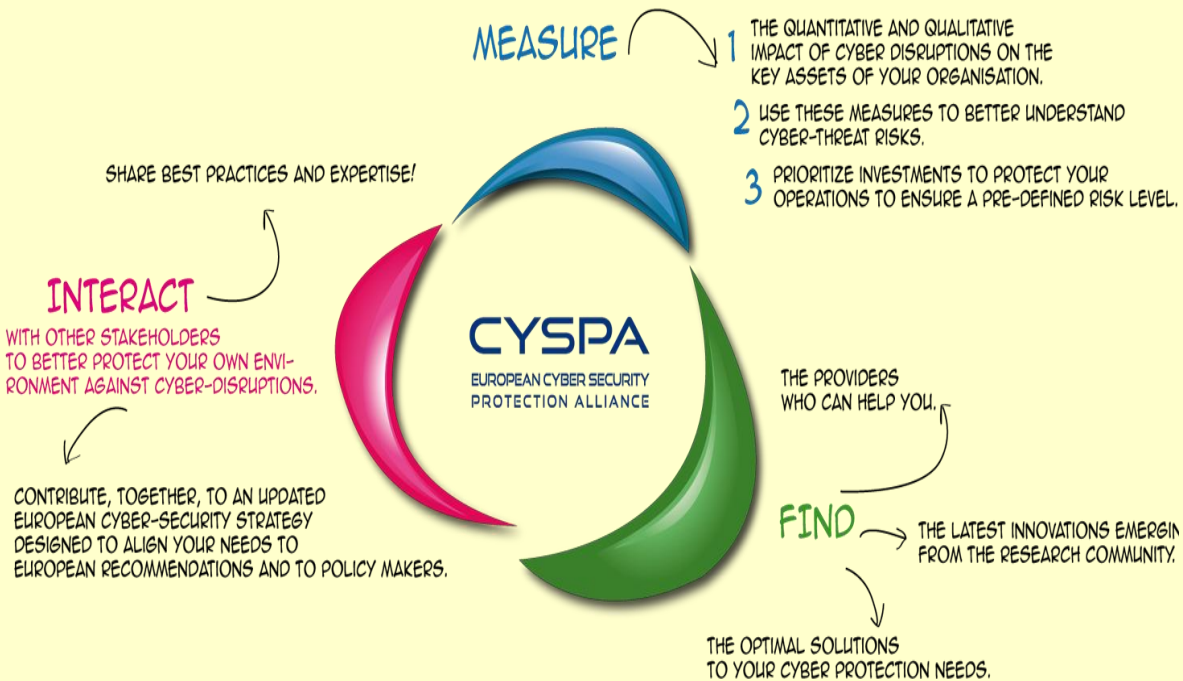 MEASURE
1 THE QUANTITATIVE AND QUALITATIVE
IMPACT OF CYBER DISRUPTIONS ON THE
KEY ASSETS OF YOUR ORGANISATION.
2 USE THESE MEASURES TO BETTER UNDERSTAND
CYBER-THREAT RISKS.
3 PRIORITIZE INVESTMENTS TO PROTECT YOUR
OPERATIONS TO ENSURE A PRE-DEFINED RISK LEVEL.
SHARE BEST PRACTICES AND EXPERTISE!
INTERACT
WITH OTHER STAKEHOLDERS
TO BETTER PROTECT YOUR OWN ENVI-
RONMENT AGAINST CYBER-DISRUPTIONS.
CONTRIBUTE, TOGETHER, TO AN UPDATED
EUROPEAN CYBER-SECURITY STRATEGY
DESIGNED TO ALIGN YOUR NEEDS TO
EUROPEAN RECOMMENDATIONS AND TO POLICY MAKERS.
CYSPA
EUROPEAN CYBER SECURITY
PROTECTION ALLIANCE
THE PROVIDERS
WHO CAN HELP YOU.
FIND
THE LATEST INNOVATIONS EMERGIN
FROM THE RESEARCH COMMUNITY.
THE OPTIMAL SOLUTIONS
TO YOUR CYBER PROTECTION NEEDS.